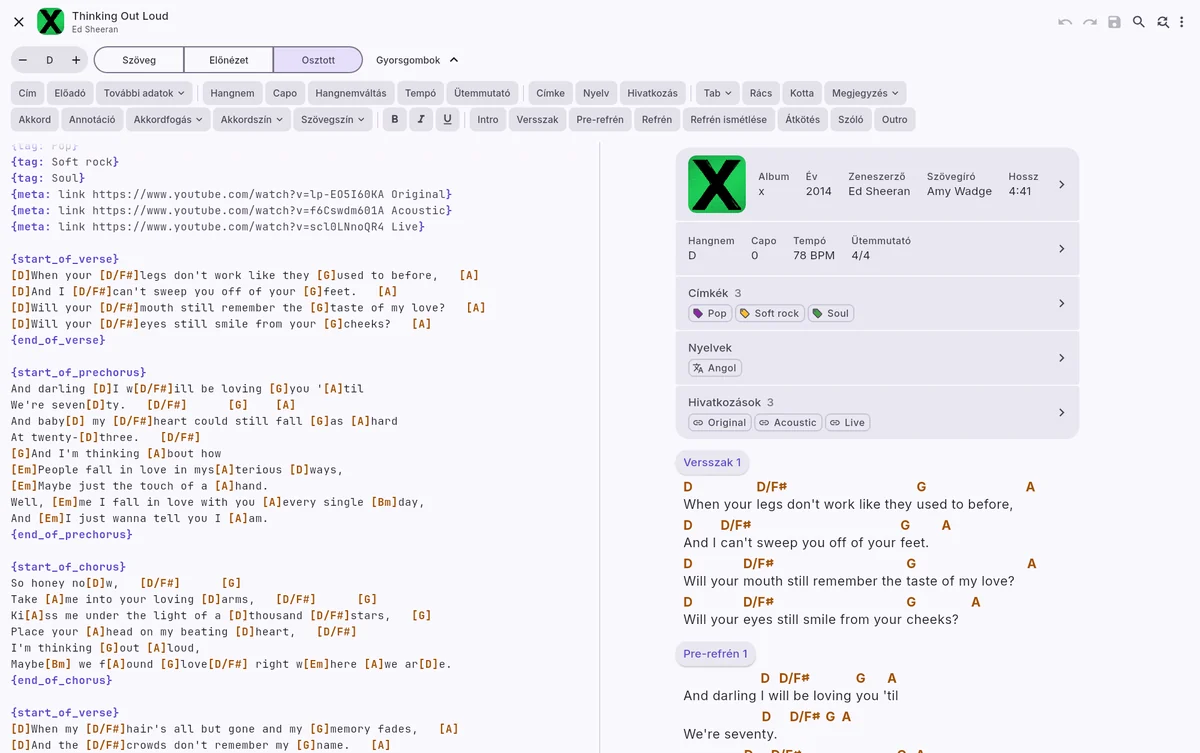 Thinking Out Loud
Ed Sheeran
D
Szöveg
Előnézet
Osztott
Gyorsgombok
Cím
Előadó
További adatok
Hangnem
Capo
Hangnemváltás
Tempó
Ütemmutató
Címke
Nyelv
Hivatkozás
Tab
Rács
Kotta
Megjegyzés
Akkord
Annotáció
Akkordfogás
Akkordszín
Szövegszín
B
I
U
Intro
Versszak
Pre-refrén
Refrén
Refrén ismétlése
Átkötés
Szóló
Outro
{tag: Pop}
{tag: Soft rock}
{tag: Soul}
{meta: link https://www.youtube.com/watch?v=lp-EO5I60KA Original}
{meta: link https://www.youtube.com/watch?v=f6Cswdm601A Acoustic}
{meta: link https://www.youtube.com/watch?v=scl0LNnoQR4 Live}
{start_of_verse}
[D]When your [D/F#]legs don't work like they [G]used to before, [A]
[D]And I [D/F#]can't sweep you off of your [G]feet. [A]
[D]Will your [D/F#]mouth still remember the [G]taste of my love? [A]
[D]Will your [D/F#]eyes still smile from your [G]cheeks? [A]
{end_of_verse}
{start_of_prechorus}
And darling [D]I w[D/F#]ill be loving [G]you '[A]til
We're seven[D]ty. [D/F#] [G] [A]
And baby[D] my [D/F#]heart could still fall [G]as [A]hard
At twenty-[D]three. [D/F#]
[G]And I'm thinking [A]bout how
[Em]People fall in love in mys[A]terious [D]ways,
[Em]Maybe just the touch of a [A]hand.
Well, [Em]me I fall in love with you [A]every single [Bm]day,
And [Em]I just wanna tell you I [A]am.
{end_of_prechorus}
{start_of_chorus}
So honey no[D]w, [D/F#] [G]
Take [A]me into your loving [D]arms, [D/F#] [G]
Ki[A]ss me under the light of a [D]thousand [D/F#]stars, [G]
Place your [A]head on my beating [D]heart, [D/F#]
I'm thinking [G]out [A]loud,
Maybe[Bm] we f[A]ound [G]love[D/F#] right w[Em]here [A]we ar[D]e.
{end_of_chorus}
{start_of_verse}
[D]When my [D/F#]hair's all but gone and my [G]memory fades, [A]
[D]And the [D/F#]crowds don't remember my [G]name. [A]
Album
x
Év
2014
Zeneszerző
Ed Sheeran
Szövegíró
Amy Wadge
Hossz
4:41
Hangnem
D
Capo
0
Tempó
78 BPM
Ütemmutató
4/4
Címkék 3
Pop
Soft rock
Soul
Nyelvek
Angol
Hivatkozások 3
Original
Acoustic
Live
Versszak 1
D D/F# G A
When your legs don't work like they used to before,
D D/F# G A
And I can't sweep you off of your feet.
D D/F# G A
Will your mouth still remember the taste of my love?
D D/F# G A
Will your eyes still smile from your cheeks?
Pre-refrén 1
D D/F# G A
And darling I will be loving you 'til
D D/F# G A
We're seventy.
D D/F# G A